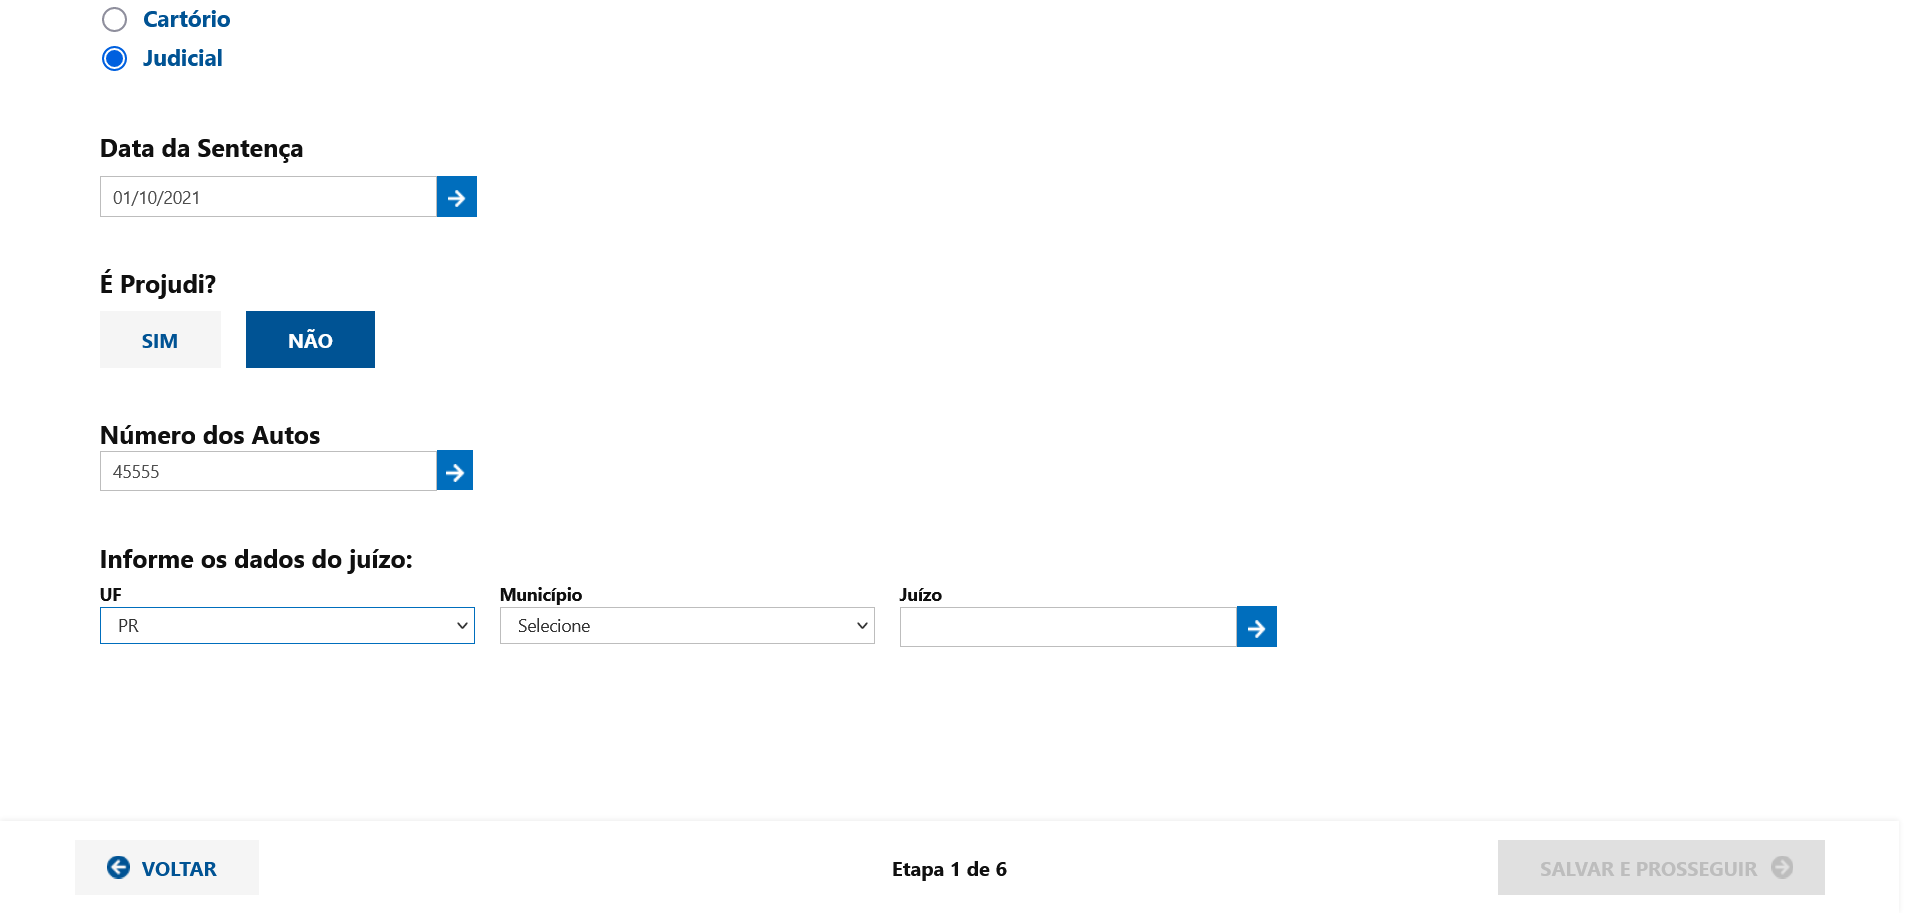 Cartório
Judicial
Data da Sentença
01/10/2021
É Projudi?
SIM NÃO
Número dos Autos
45555
Informe os dados do juízo:
UF Município Juízo
PR Selecione
VOLTAR Etapa 1 de 6 SALVAR E PROSSEGUIR